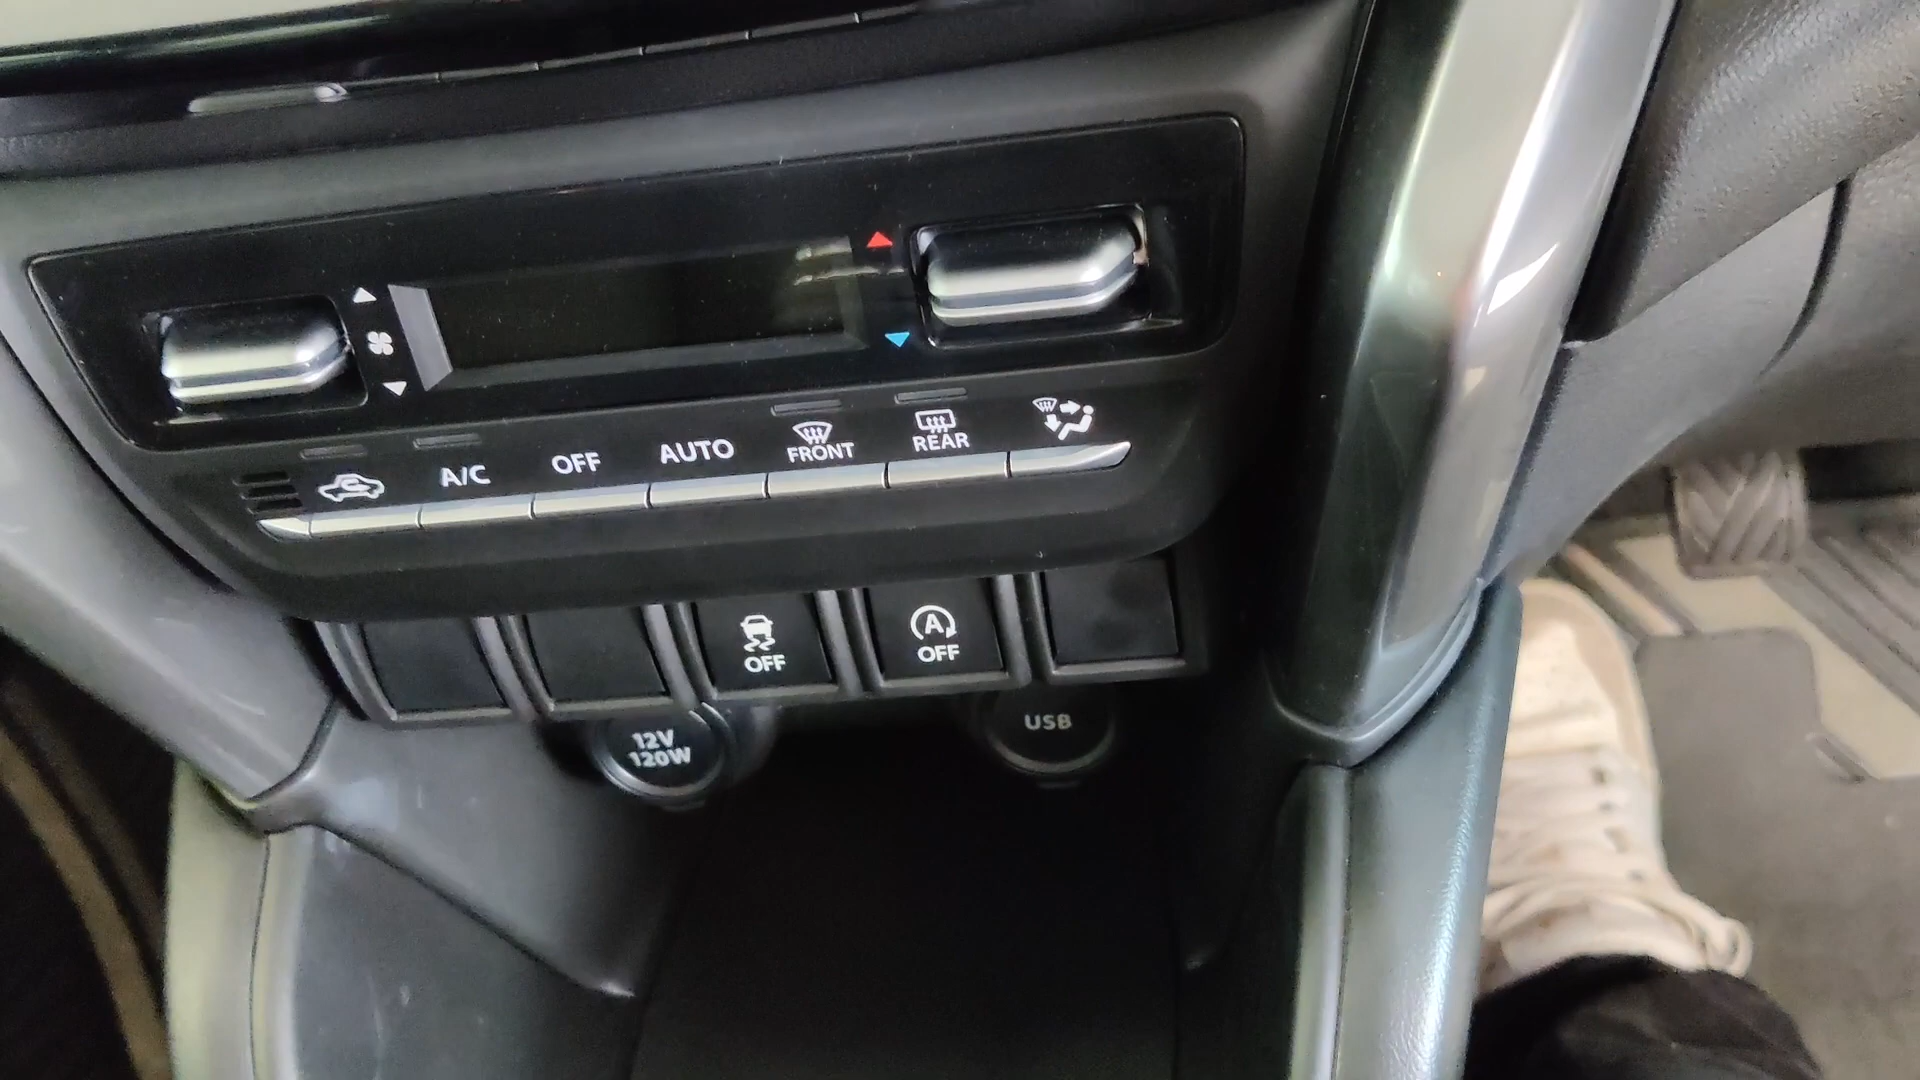 A/C
OFF
AUTO
FRONT
REAR
OFF
A
OFF
12V
120W
USB